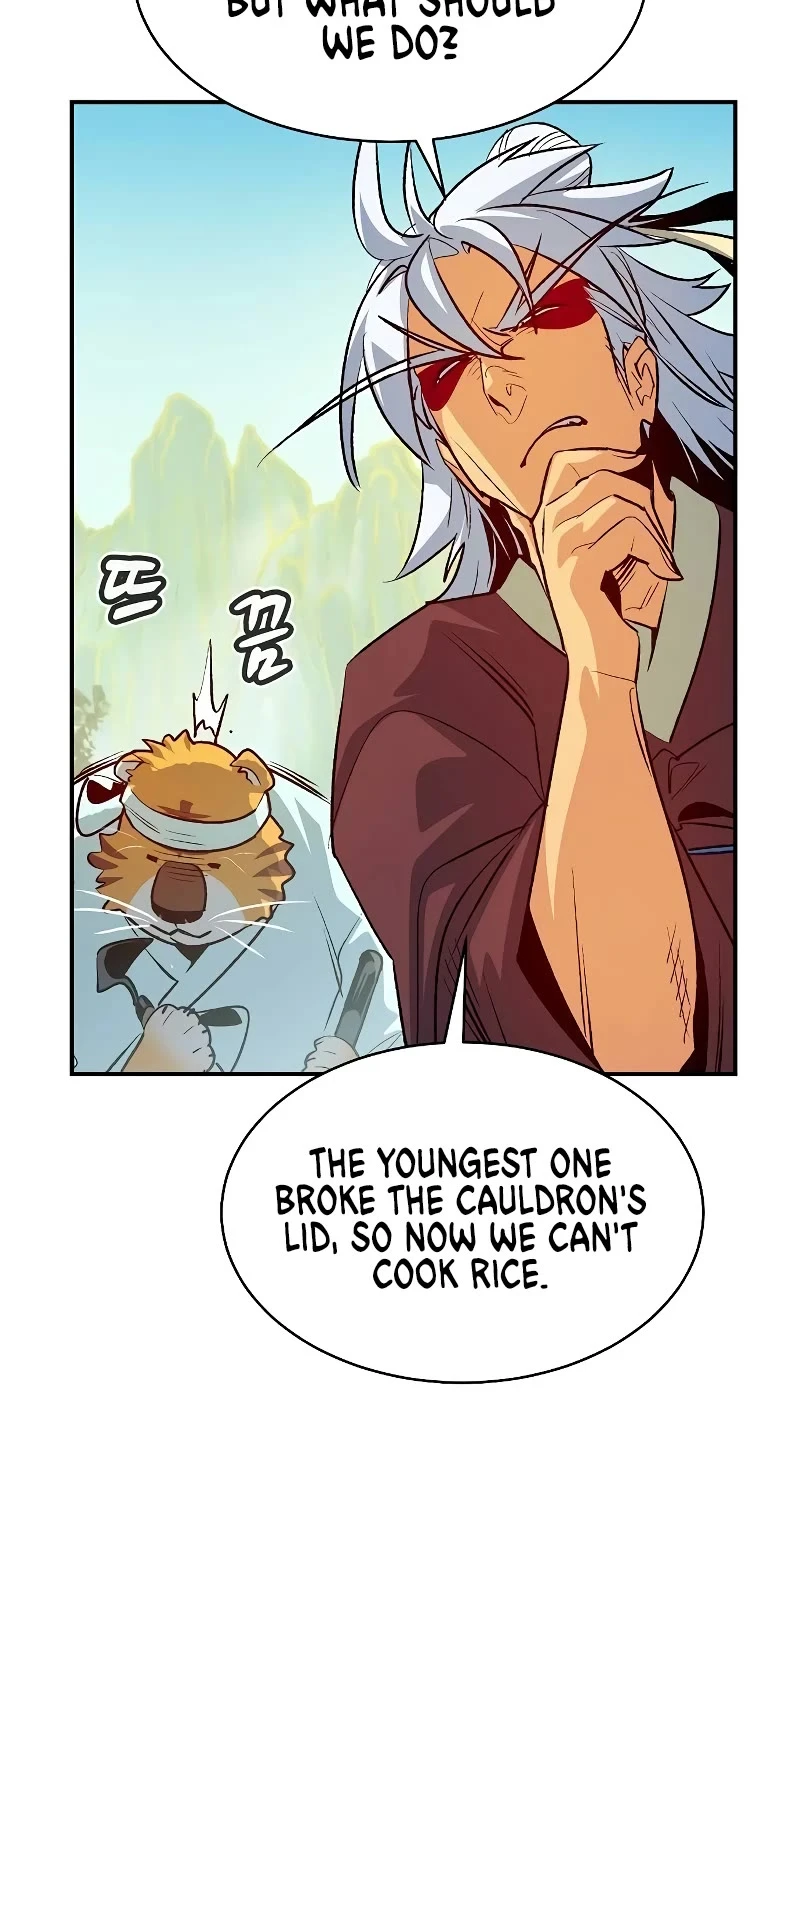 BUT WHAT SHOULD
WE DO?
뜨
끔
THE YOUNGEST ONE
BROKE THE CAULDRON'S
LID, SO NOW WE CAN'T
COOK RICE.